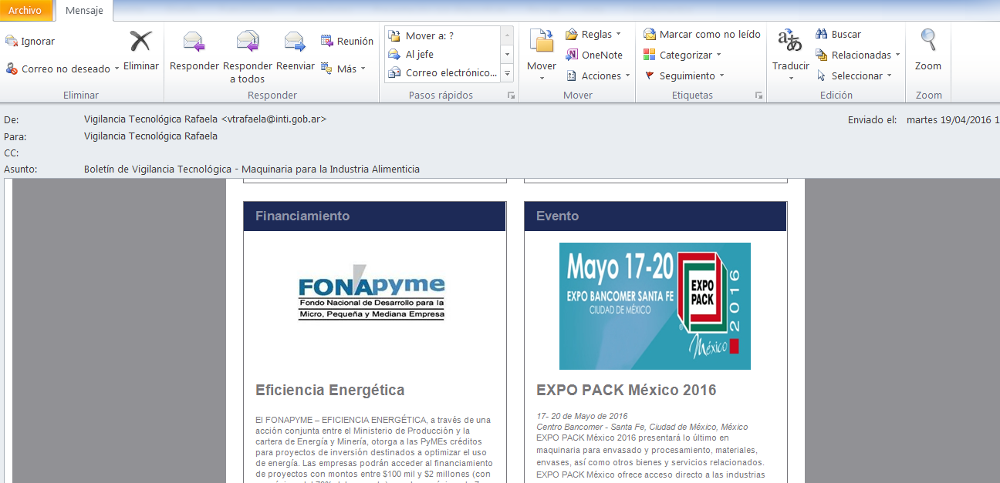 Archivo
Mensaje
Ignorar
Correo no deseado
Eliminar
Eliminar
Responder
Responder a todos
Reenviar
Reunión
Más
Responder
Mover a: ?
Al jefe
Correo electrónico...
Pasos rápidos
Mover
Reglas
OneNote
Acciones
Mover
Marcar como no leído
Categorizar
Seguimiento
Etiquetas
Traducir
Buscar
Relacionadas
Seleccionar
Edición
Zoom
Zoom
De: Vigilancia Tecnológica Rafaela <vtrafaela@inti.gob.ar>
Enviado el: martes 19/04/2016 1
Para: Vigilancia Tecnológica Rafaela
CC:
Asunto: Boletín de Vigilancia Tecnológica - Maquinaria para la Industria Alimenticia
Financiamiento
FONApyme
Fondo Nacional de Desarrollo para la
Micro, Pequeña y Mediana Empresa
Eficiencia Energética
El FONAPYME – EFICIENCIA ENERGÉTICA, a través de una
acción conjunta entre el Ministerio de Producción y la
cartera de Energía y Minería, otorga a las PyMEs créditos
para proyectos de inversión destinados a optimizar el uso
de energía. Las empresas podrán acceder al financiamiento
de proyectos con montos entre $100 mil y $2 millones (con
Evento
Mayo 17-20
EXPO BANCOMER SANTA FE
CIUDAD DE MÉXICO
EXPO
PACK
2016
México
EXPO PACK México 2016
17- 20 de Mayo de 2016
Centro Bancomer - Santa Fe, Ciudad de México, México
EXPO PACK México 2016 presentará lo último en
maquinaria para envasado y procesamiento, materiales,
envases, así como otros bienes y servicios relacionados.
EXPO PACK México ofrece acceso directo a las industrias